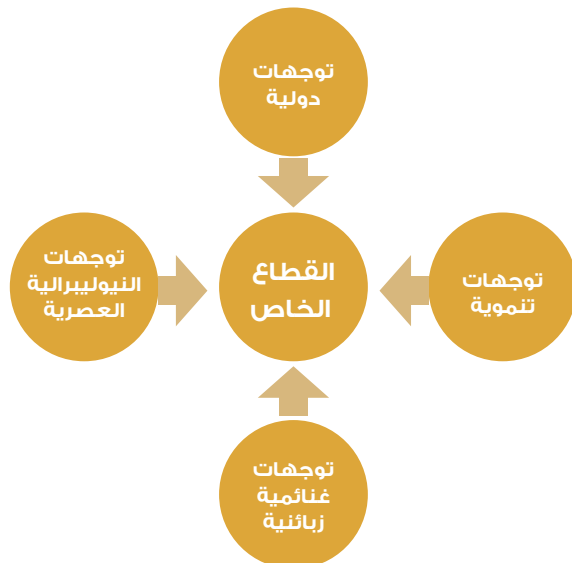 توجهات
دولية
القطاع
الخاص
توجهات
تنموية
توجهات
النيوليبرالية
العصرية
توجهات
غنائمية
زبائنية